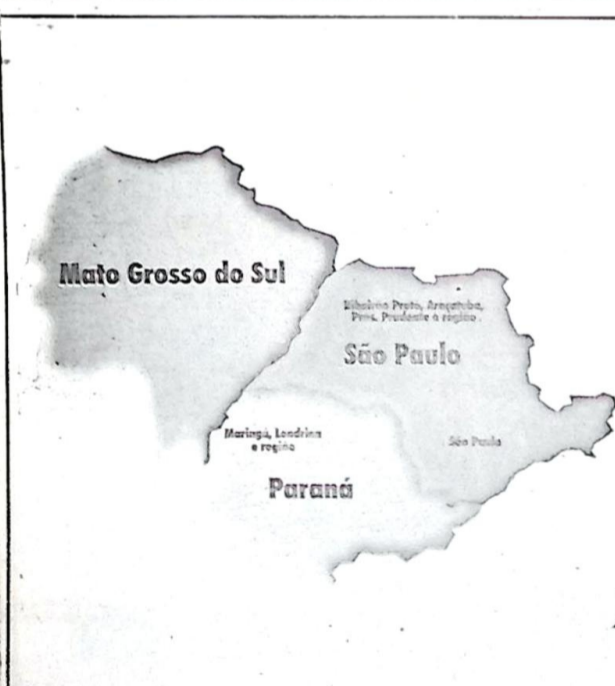 Mato Grosso do Sul
Ribeirão Preto, Araçatuba,
Pres. Prudente e região
São Paulo
Maringá, Londrina
e região
São Paulo
Paraná